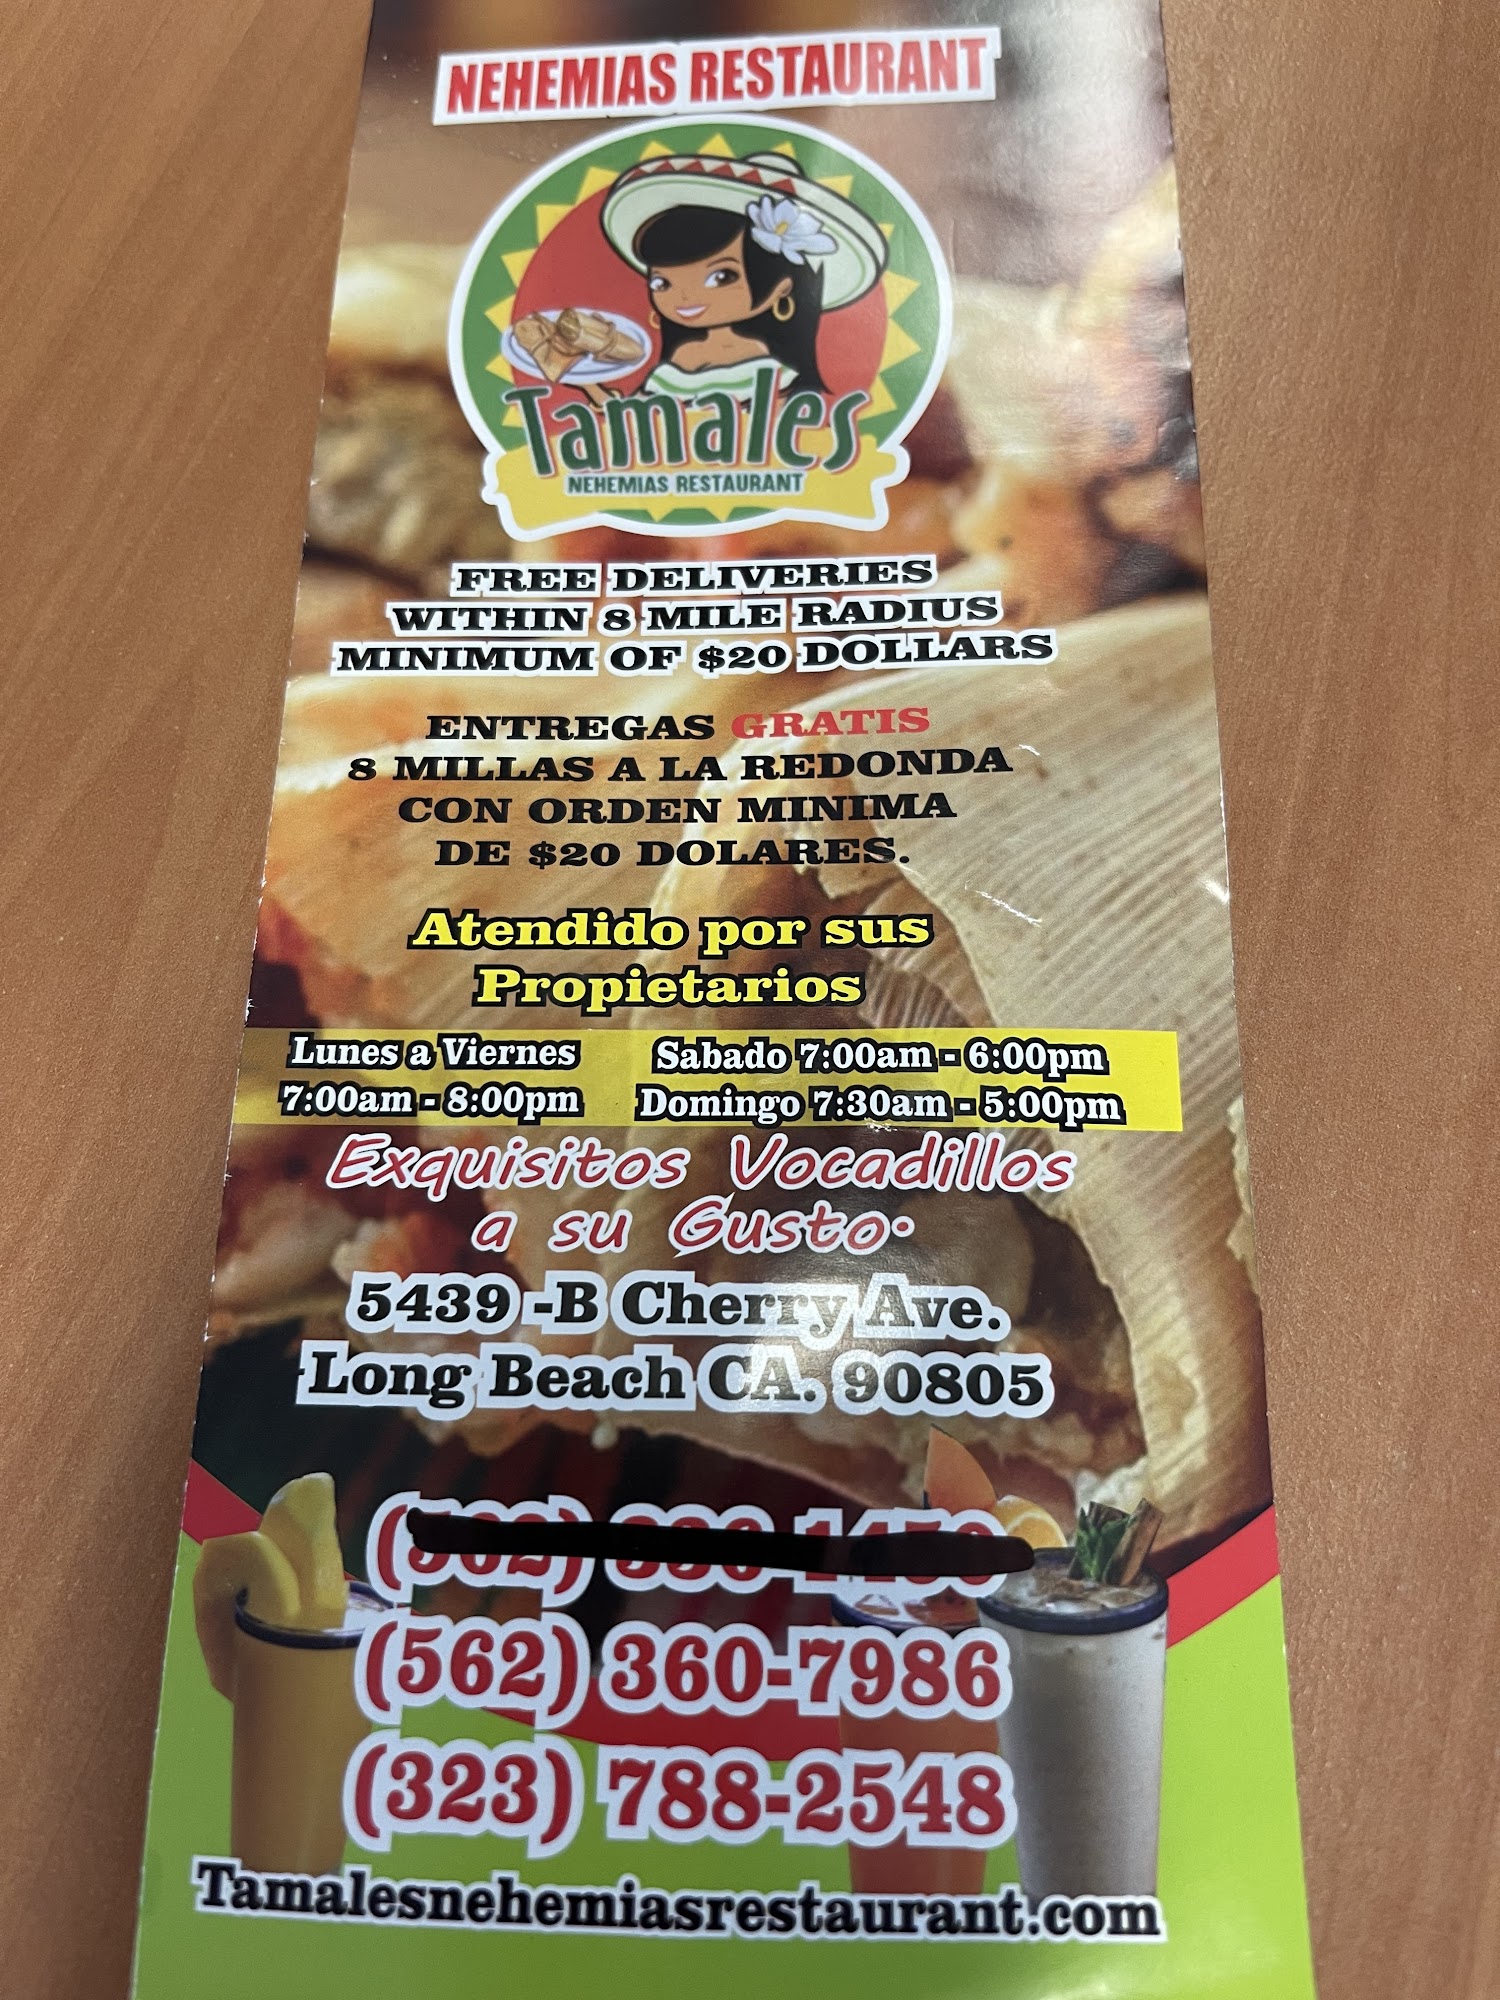 NEHEMIAS RESTAURANT
Tamales
NEHEMIAS RESTAURANT
FREE DELIVERIES
WITHIN 8 MILE RADIUS
MINIMUM OF $20 DOLLARS
ENTREGAS GRATIS
8 MILLAS A LA REDONDA
CON ORDEN MINIMA
DE $20 DOLARES.
Atendido por sus
Propietarios
Lunes a Viernes
7:00am - 8:00pm
Sabado 7:00am - 6:00pm
Domingo 7:30am - 5:00pm
Exquisitos Vocadillos
a su Gusto.
5439 -B Cherry Ave.
Long Beach CA. 90805
(562)
(562) 360-7986
(323) 788-2548
Tamalesnehemiasrestaurant.com